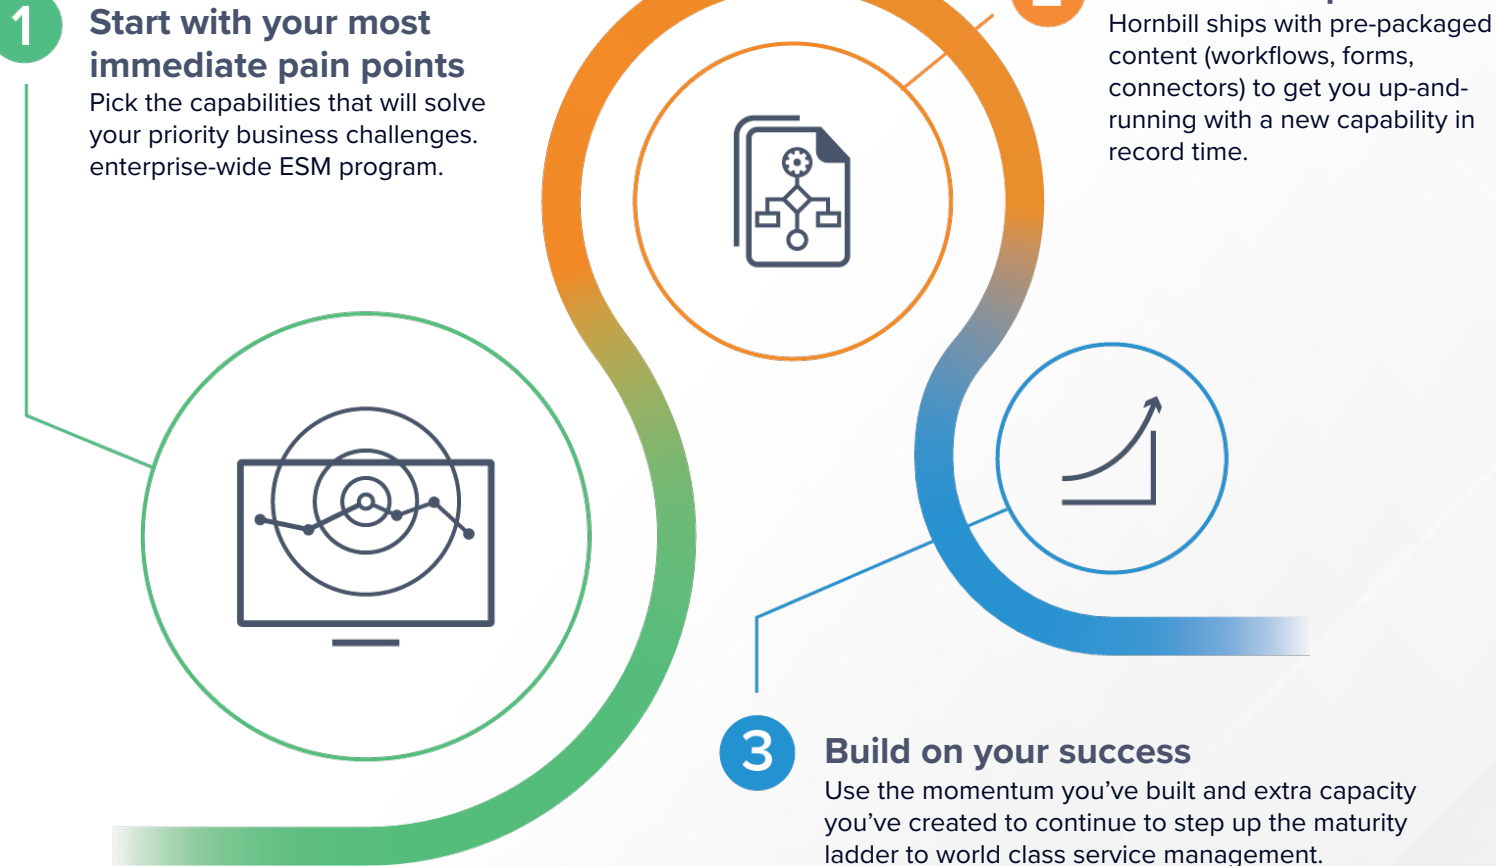 1
Start with your most
immediate pain points
Pick the capabilities that will solve
your priority business challenges.
enterprise-wide ESM program.
Hornbill ships with pre-packaged
content (workflows, forms,
connectors) to get you up-and-
running with a new capability in
record time.
3
Build on your success
Use the momentum you’ve built and extra capacity
you’ve created to continue to step up the maturity
ladder to world class service management.